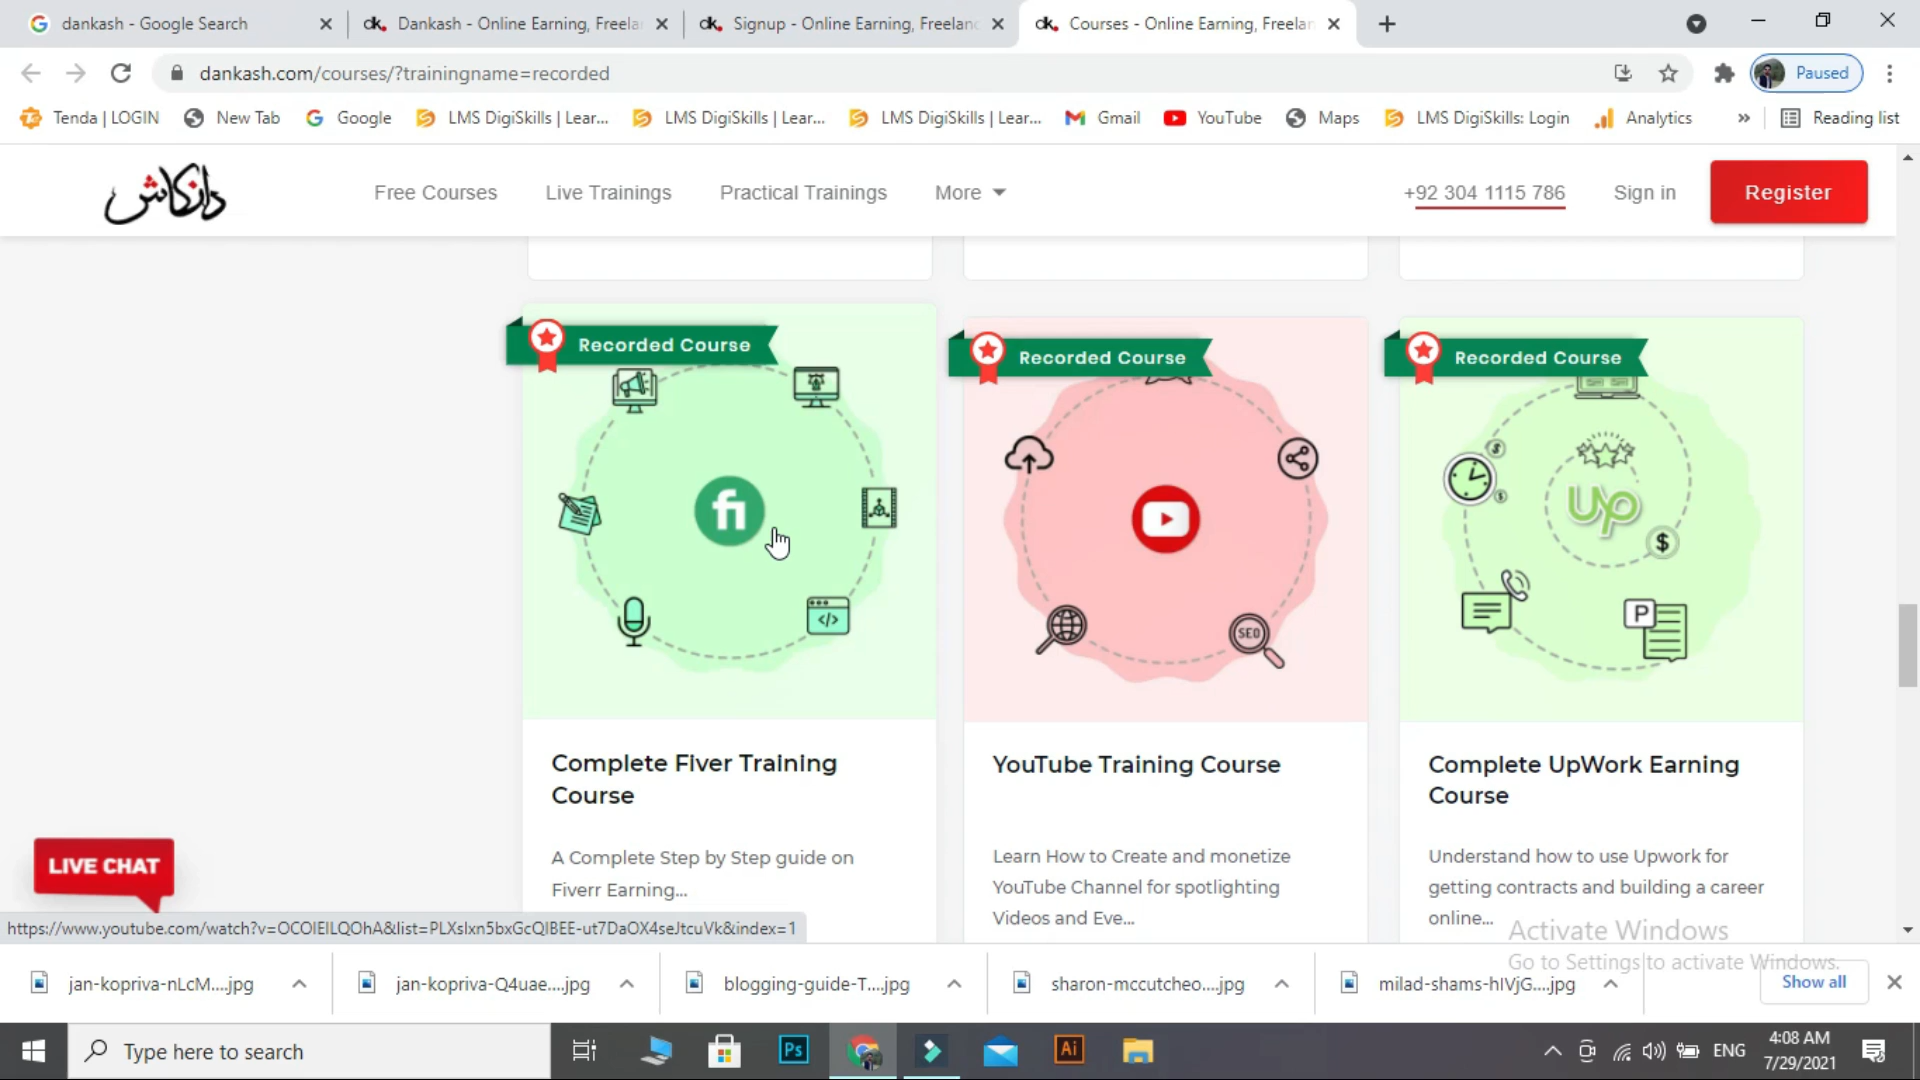 dankash - Google Search
dk. Dankash - Online Earning, Freela
dk. Signup - Online Earning, Freelanc
dk. Courses - Online Earning, Freelan
dankash.com/courses/?trainingname=recorded
Paused
Tenda | LOGIN
New Tab
Google
LMS DigiSkills | Lear...
LMS DigiSkills | Lear...
LMS DigiSkills | Lear...
Gmail
YouTube
Maps
LMS DigiSkills: Login
Analytics
»
Reading list
دانکاش
Free Courses
Live Trainings
Practical Trainings
More
+92 304 1115 786
Sign in
Register
Recorded Course
Recorded Course
Recorded Course
fi
SEO
up
$
P
Complete Fiver Training
Course
A Complete Step by Step guide on
Fiverr Earning...
YouTube Training Course
Learn How to Create and monetize
YouTube Channel for spotlighting
Videos and Eve...
Complete UpWork Earning
Course
Understand how to use Upwork for
getting contracts and building a career
online...
LIVE CHAT
https://www.youtube.com/watch?v=OCOIEILQOhA&list=PLXslxn5bxGcQIBEE-ut7DaOX4seJtcuVk&index=1
Activate Windows
Go to Settings to activate Windows.
jan-kopriva-nLcM....jpg
jan-kopriva-Q4uae....jpg
blogging-guide-T....jpg
sharon-mccutcheo....jpg
milad-shams-hIVjG....jpg
Show all
Type here to search
Ps
Ai
ENG
4:08 AM
7/29/2021